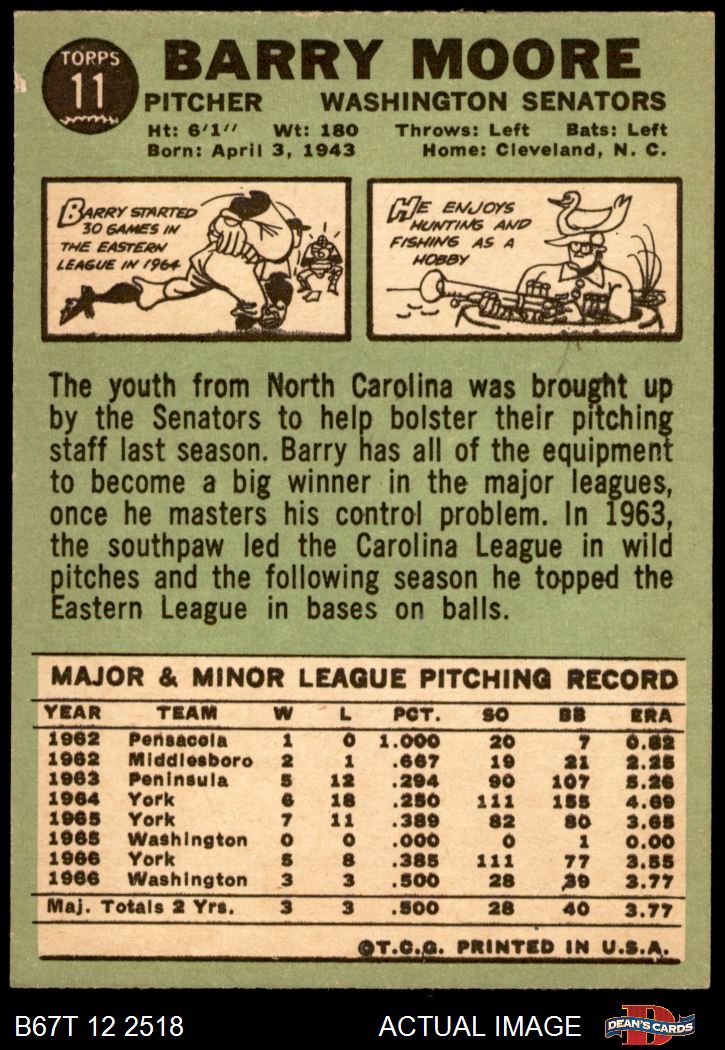 TOPPS
11
BARRY MOORE
PITCHER WASHINGTON SENATORS
Ht: 6'1" Wt: 180 Throws: Left Bats: Left
Born: April 3, 1943 Home: Cleveland, N. C.
BARRY STARTED
30 GAMES IN
THE EASTERN
LEAGUE IN 1964
HE ENJOYS
HUNTING AND
FISHING AS A
HOBBY
The youth from North Carolina was brought up
by the Senators to help bolster their pitching
staff last season. Barry has all of the equipment
to become a big winner in the major leagues,
once he masters his control problem. In 1963,
the southpaw led the Carolina League in wild
pitches and the following season he topped the
Eastern League in bases on balls.
MAJOR & MINOR LEAGUE PITCHING RECORD
YEAR TEAM W L PCT. SO BB ERA
1962 Pensacola 1 0 1.000 20 7 0.82
1962 Middlesboro 2 1 .667 19 21 2.25
1963 Peninsula 5 12 .294 90 107 5.26
1964 York 6 18 .250 111 155 4.69
1965 York 7 11 .389 82 80 3.65
1965 Washington 0 0 .000 0 1 0.00
1966 York 5 8 .385 111 77 3.55
1966 Washington 3 3 .500 28 39 3.77
Maj. Totals 2 Yrs. 3 3 .500 28 40 3.77
©T.C.G. PRINTED IN U.S.A.
B67T 12 2518 ACTUAL IMAGE
DEAN'S CARDS